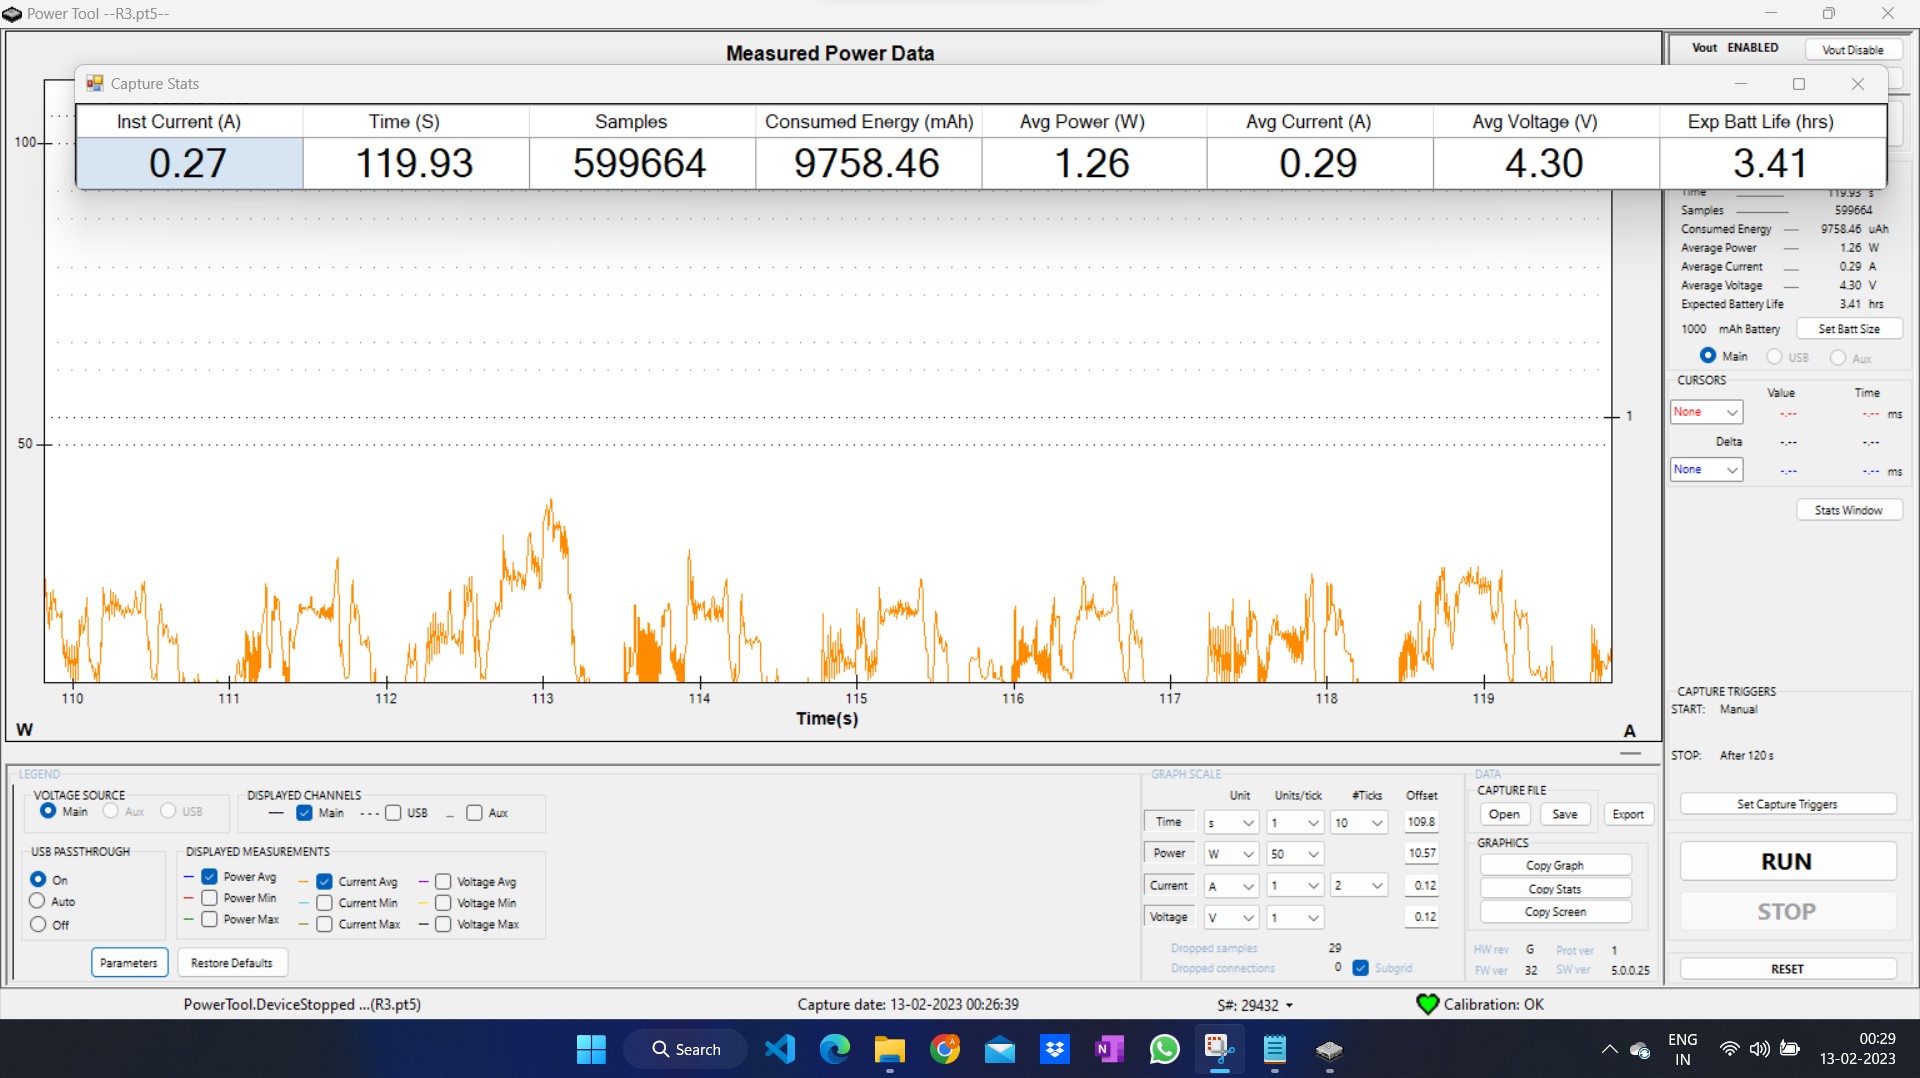 Power Tool --R3.pt5--
Measured Power Data
Vout ENABLED
Vout Disable
Capture Stats
Inst Current (A) Time (S) Samples Consumed Energy (mAh) Avg Power (W) Avg Current (A) Avg Voltage (V) Exp Batt Life (hrs)
0.27 119.93 599664 9758.46 1.26 0.29 4.30 3.41
Time 119.93 s
Samples 599664
Consumed Energy 9758.46 uAh
Average Power 1.26 W
Average Current 0.29 A
Average Voltage 4.30 V
Expected Battery Life 3.41 hrs
1000 mAh Battery Set Batt Size
Main USB Aux
CURSORS
Value Time
None -.-- -.-- ms
Delta -.-- -.--
None -.-- -.-- ms
Stats Window
100
50
1
110 111 112 113 114 115 116 117 118 119
Time(s)
W A
CAPTURE TRIGGERS
START: Manual
STOP: After 120 s
Set Capture Triggers
RUN
STOP
RESET
LEGEND
VOLTAGE SOURCE
Main Aux USB
DISPLAYED CHANNELS
Main USB Aux
USB PASSTHROUGH
On
Auto
Off
DISPLAYED MEASUREMENTS
Power Avg Current Avg Voltage Avg
Power Min Current Min Voltage Min
Power Max Current Max Voltage Max
Parameters Restore Defaults
GRAPH SCALE
Unit Units/tick #Ticks Offset
Time s 1 10 109.8
Power W 50 10.57
Current A 1 2 0.12
Voltage V 1 0.12
Dropped samples 29
Dropped connections 0 Subgrid
DATA
CAPTURE FILE
Open Save Export
GRAPHICS
Copy Graph
Copy Stats
Copy Screen
HW rev G Prot ver 1
FW ver 32 SW ver 5.0.0.25
PowerTool.DeviceStopped ...(R3.pt5) Capture date: 13-02-2023 00:26:39 S#: 29432 Calibration: OK
Search
ENG
IN
00:29
13-02-2023